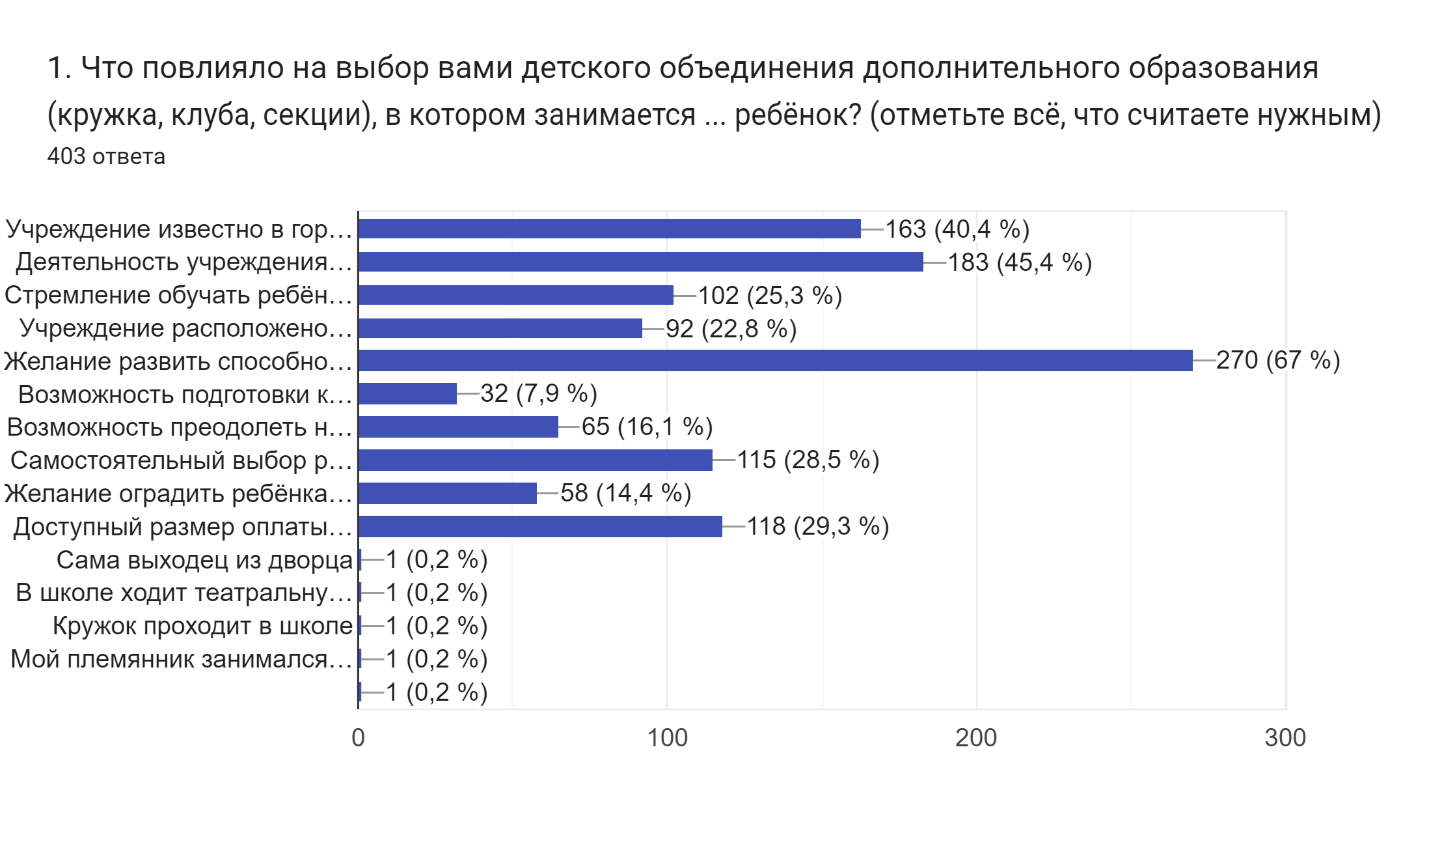 1. Что повлияло на выбор вами детского объединения дополнительного образования
(кружка, клуба, секции), в котором занимается ... ребёнок? (отметьте всё, что считаете нужным)
403 ответа
Учреждение известно в гор… 163 (40,4 %)
Деятельность учреждения… 183 (45,4 %)
Стремление обучать ребён… 102 (25,3 %)
Учреждение расположено… 92 (22,8 %)
Желание развить способно… 270 (67 %)
Возможность подготовки к… 32 (7,9 %)
Возможность преодолеть н… 65 (16,1 %)
Самостоятельный выбор р… 115 (28,5 %)
Желание оградить ребёнка… 58 (14,4 %)
Доступный размер оплаты… 118 (29,3 %)
Сама выходец из дворца 1 (0,2 %)
В школе ходит театральну… 1 (0,2 %)
Кружок проходит в школе 1 (0,2 %)
Мой племянник занимался… 1 (0,2 %)
1 (0,2 %)
0 100 200 300